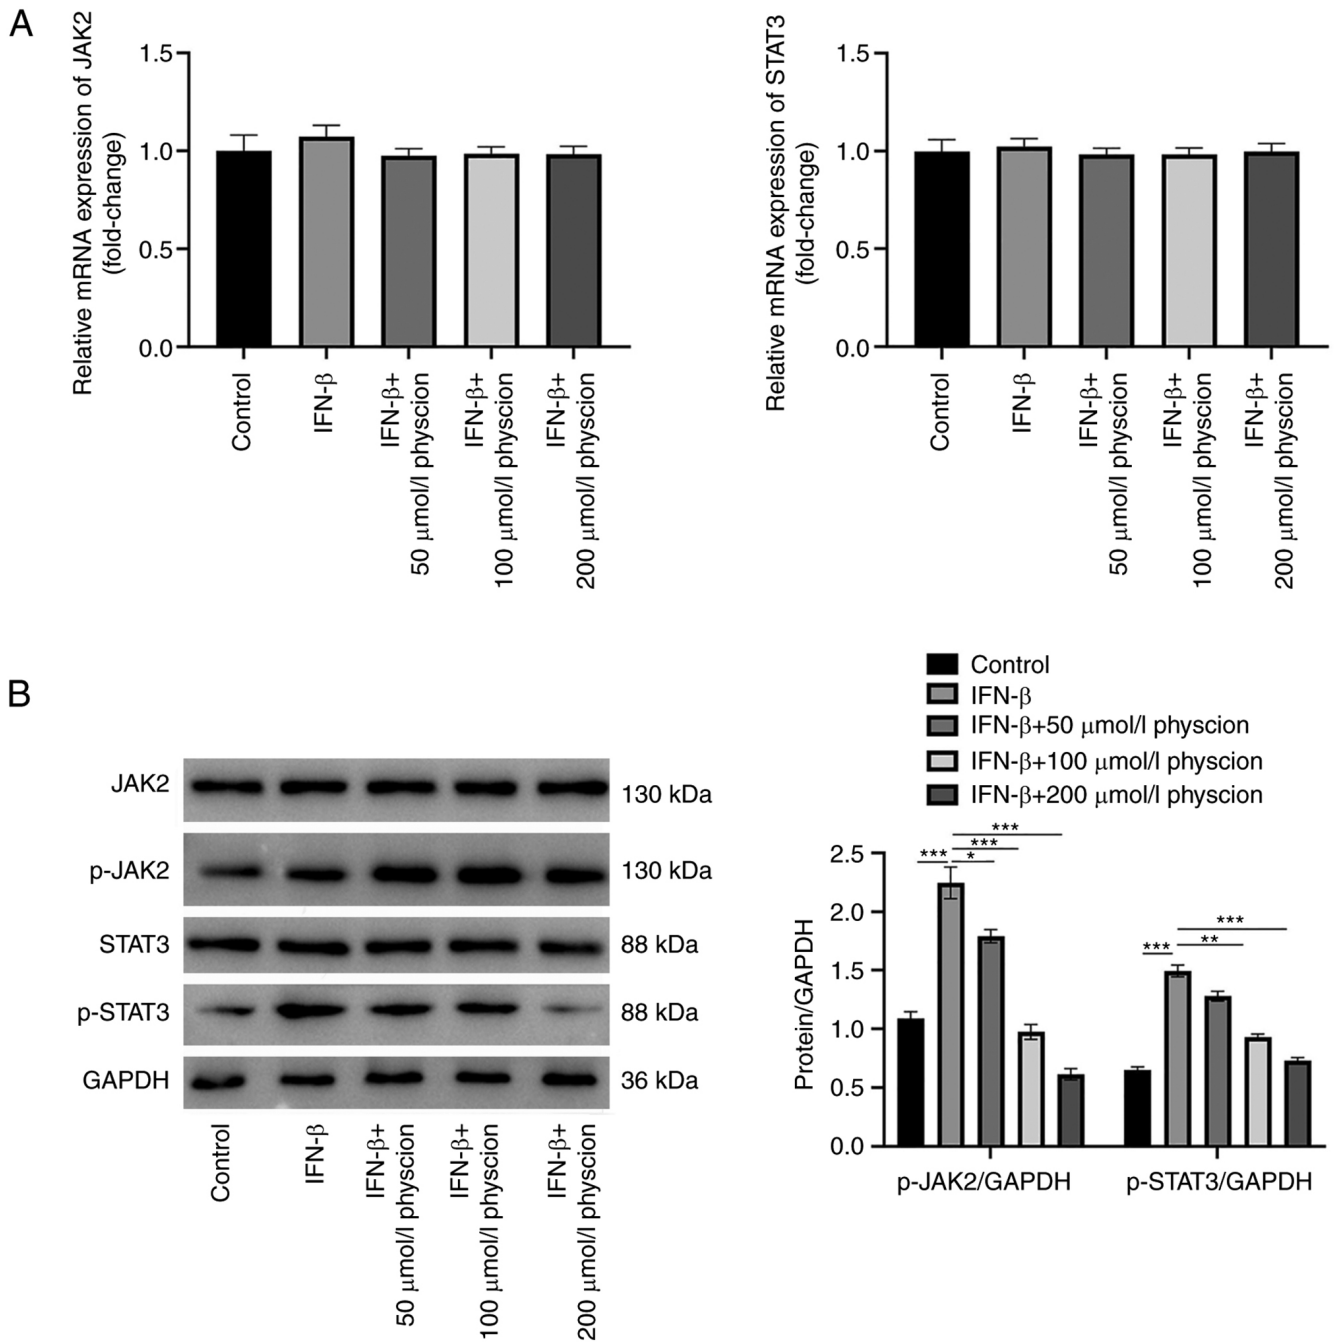 A
Relative mRNA expression of JAK2
(fold-change)
1.5
1.0
0.5
0.0
Control
IFN-β
IFN-β+
50 μmol/l physcion
IFN-β+
100 μmol/l physcion
IFN-β+
200 μmol/l physcion
Relative mRNA expression of STAT3
(fold-change)
1.5
1.0
0.5
0.0
Control
IFN-β
IFN-β+
50 μmol/l physcion
IFN-β+
100 μmol/l physcion
IFN-β+
200 μmol/l physcion
B
JAK2
130 kDa
p-JAK2
130 kDa
STAT3
88 kDa
p-STAT3
88 kDa
GAPDH
36 kDa
Control
IFN-β
IFN-β+
50 μmol/l physcion
IFN-β+
100 μmol/l physcion
IFN-β+
200 μmol/l physcion
Control
IFN-β
IFN-β+50 μmol/l physcion
IFN-β+100 μmol/l physcion
IFN-β+200 μmol/l physcion
Protein/GAPDH
2.5
2.0
1.5
1.0
0.5
0.0
***
***
*** *
***
*** **
p-JAK2/GAPDH
p-STAT3/GAPDH